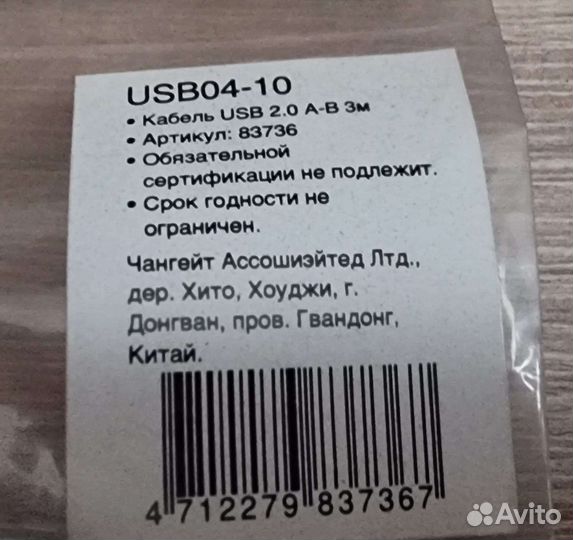 USB04-10
• Кабель USB 2.0 A-B 3м
• Артикул: 83736
• Обязательной
сертификации не подлежит.
• Срок годности не
ограничен.
Чангейт Ассошиэйтед Лтд.,
дер. Хито, Хоуджи, г.
Донгван, пров. Гвандонг,
Китай.
4 712279 837367
Avito